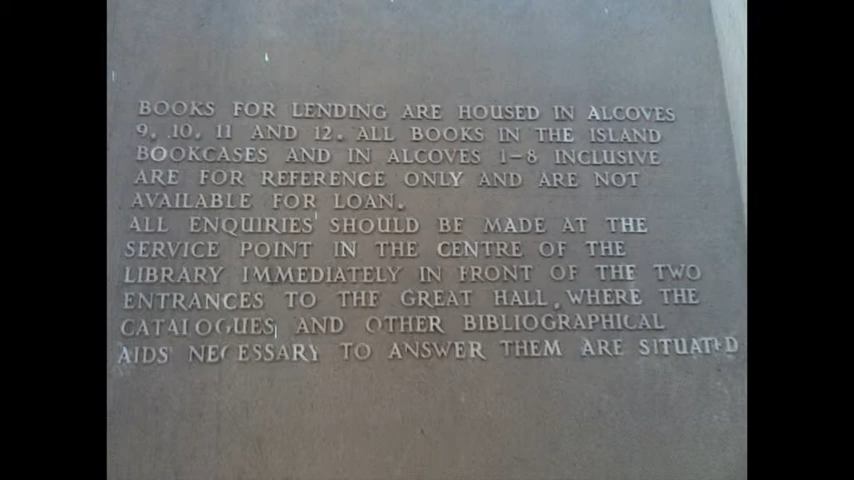 BOOKS FOR LENDING ARE HOUSED IN ALCOVES
9, 10, 11 AND 12. ALL BOOKS IN THE ISLAND
BOOKCASES AND IN ALCOVES 1-8 INCLUSIVE
ARE FOR REFERENCE ONLY AND ARE NOT
AVAILABLE FOR LOAN.
ALL ENQUIRIES SHOULD BE MADE AT THE
SERVICE POINT IN THE CENTRE OF THE
LIBRARY IMMEDIATELY IN FRONT OF THE TWO
ENTRANCES TO THE GREAT HALL, WHERE THE
CATALOGUES AND OTHER BIBLIOGRAPHICAL
AIDS NECESSARY TO ANSWER THEM ARE SITUATED